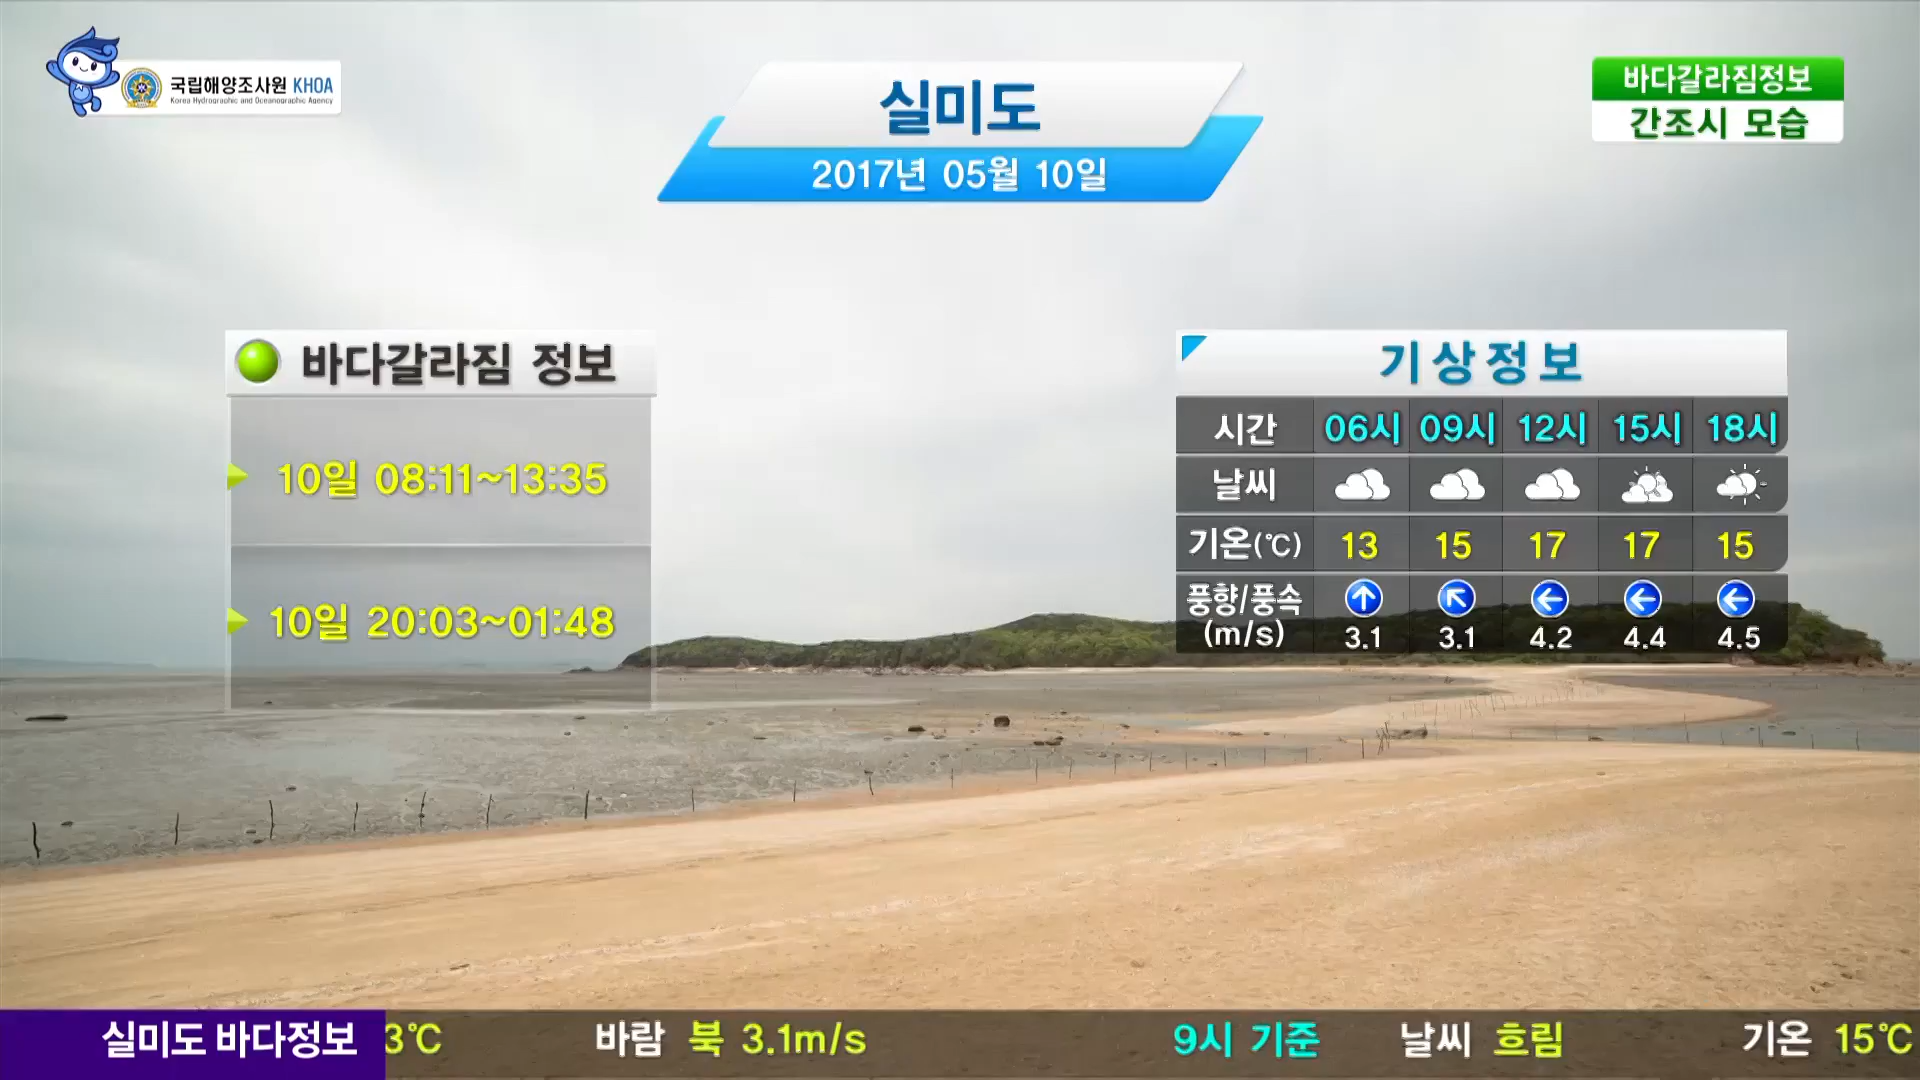 국립해양조사원 KHOA
Korea Hydrographic and Oceanographic Agency
실미도
2017년 05월 10일
바다갈라짐정보
간조시 모습
바다갈라짐 정보
10일 08:11~13:35
10일 20:03~01:48
기상정보
시간 06시 09시 12시 15시 18시
날씨
기온(℃) 13 15 17 17 15
풍향/풍속
(m/s) 3.1 3.1 4.2 4.4 4.5
실미도 바다정보 3℃ 바람 북 3.1m/s 9시 기준 날씨 흐림 기온 15℃